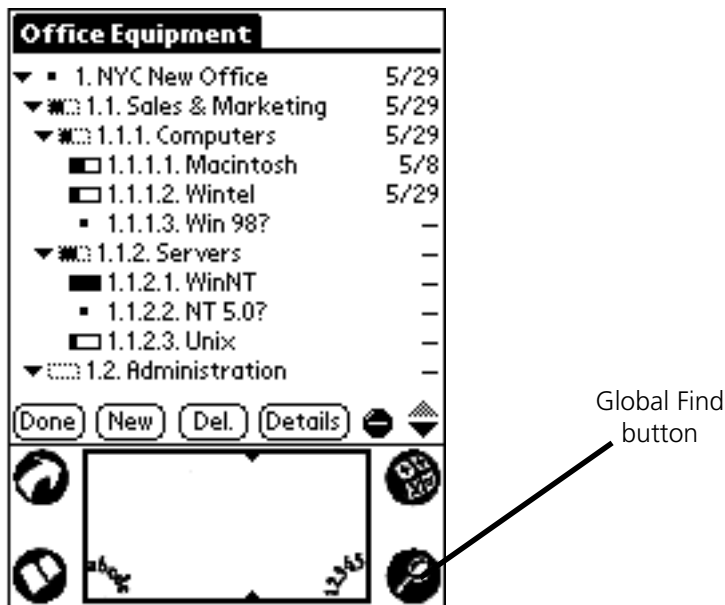 Office Equipment
1. NYC New Office 5/29
1.1. Sales & Marketing 5/29
1.1.1. Computers 5/29
1.1.1.1. Macintosh 5/8
1.1.1.2. Wintel 5/29
1.1.1.3. Win 98? –
1.1.2. Servers –
1.1.2.1. WinNT –
1.1.2.2. NT 5.0? –
1.1.2.3. Unix –
1.2. Administration –
Done New Del. Details
Global Find
button
12345